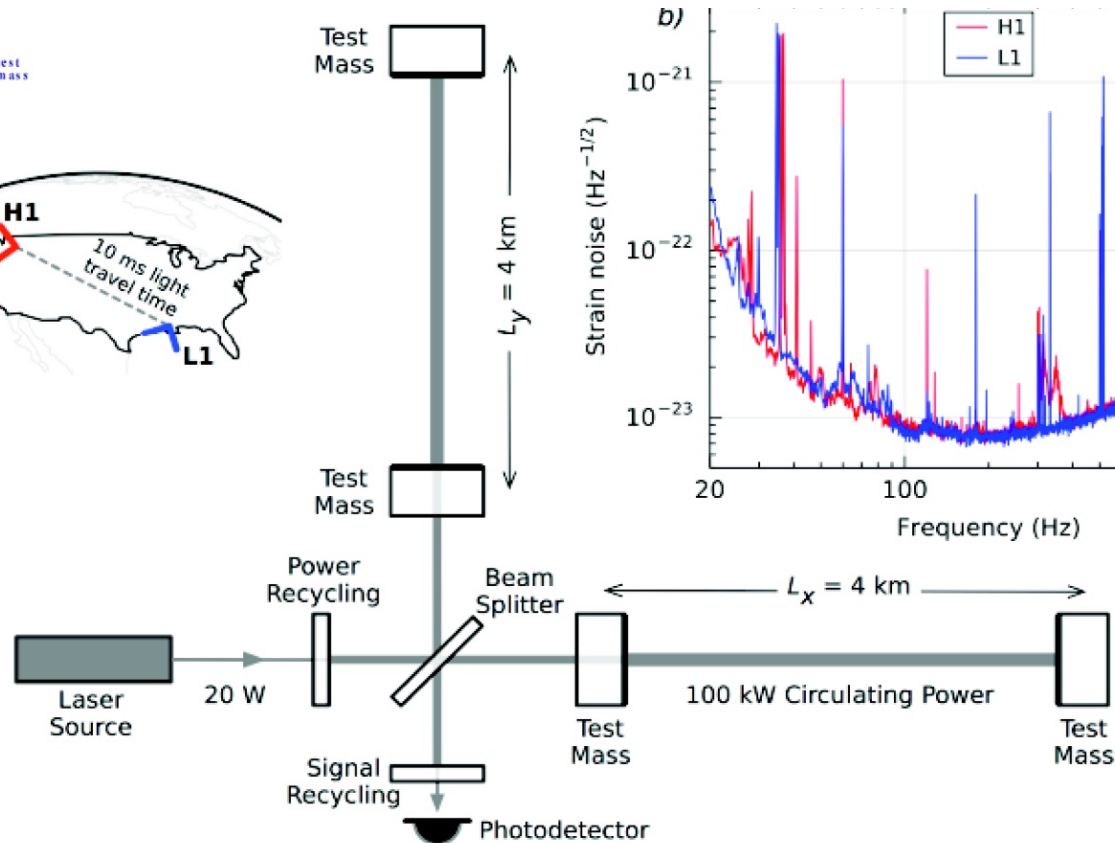 est
mass
H1
10 ms light
travel time
L1
Test
Mass
L_y = 4 km
Test
Mass
b)
H1
L1
Strain noise (Hz^{-1/2})
10^{-21}
10^{-22}
10^{-23}
20
100
Frequency (Hz)
Power
Recycling
Beam
Splitter
L_x = 4 km
Laser
Source
20 W
100 kW Circulating Power
Test
Mass
Test
Mass
Signal
Recycling
Photodetector